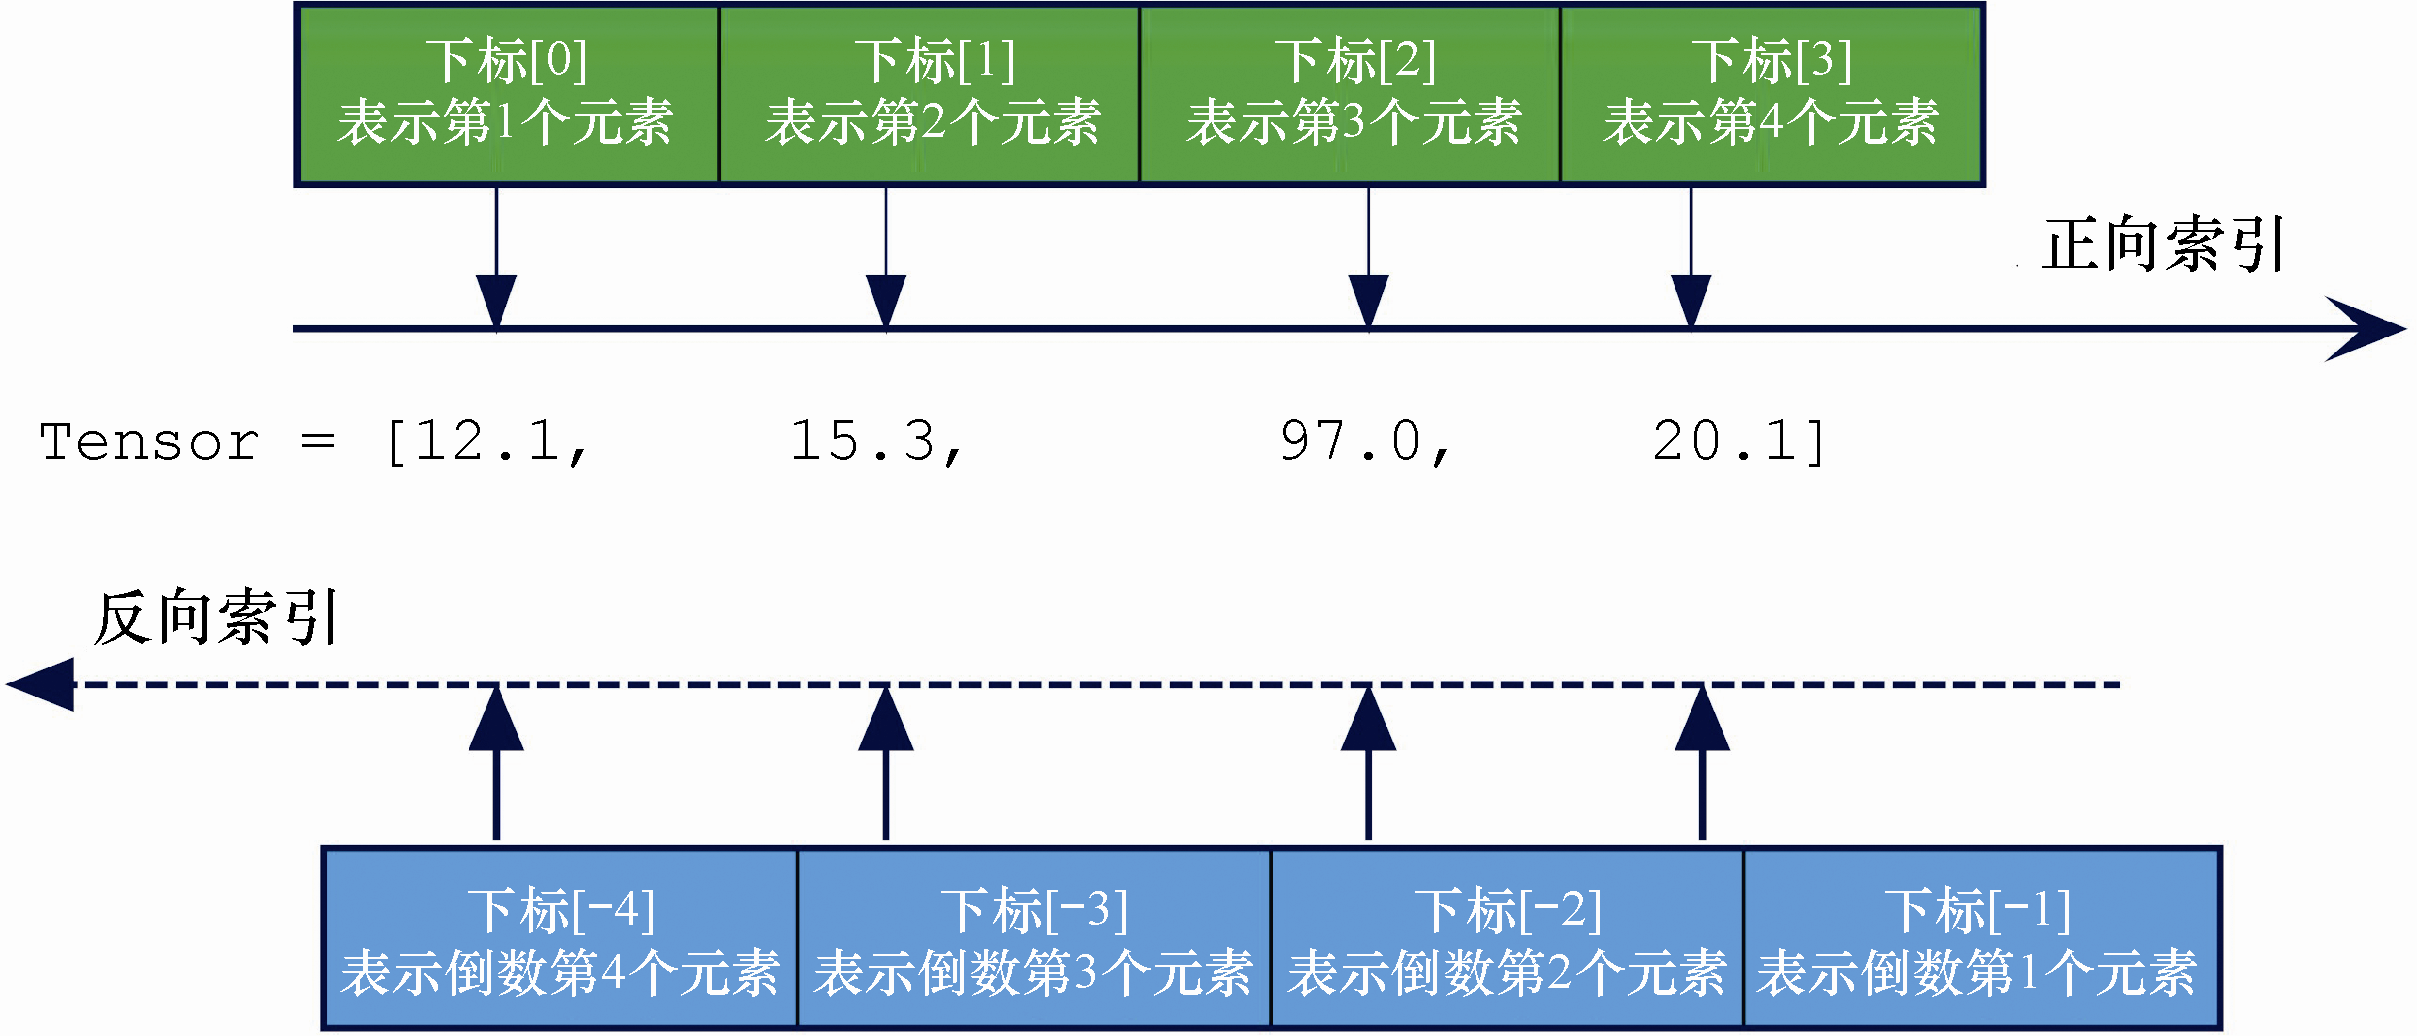 下标[0]
表示第1个元素
下标[1]
表示第2个元素
下标[2]
表示第3个元素
下标[3]
表示第4个元素
正向索引
Tensor = [12.1, 15.3, 97.0, 20.1]
反向索引
下标[-4]
表示倒数第4个元素
下标[-3]
表示倒数第3个元素
下标[-2]
表示倒数第2个元素
下标[-1]
表示倒数第1个元素